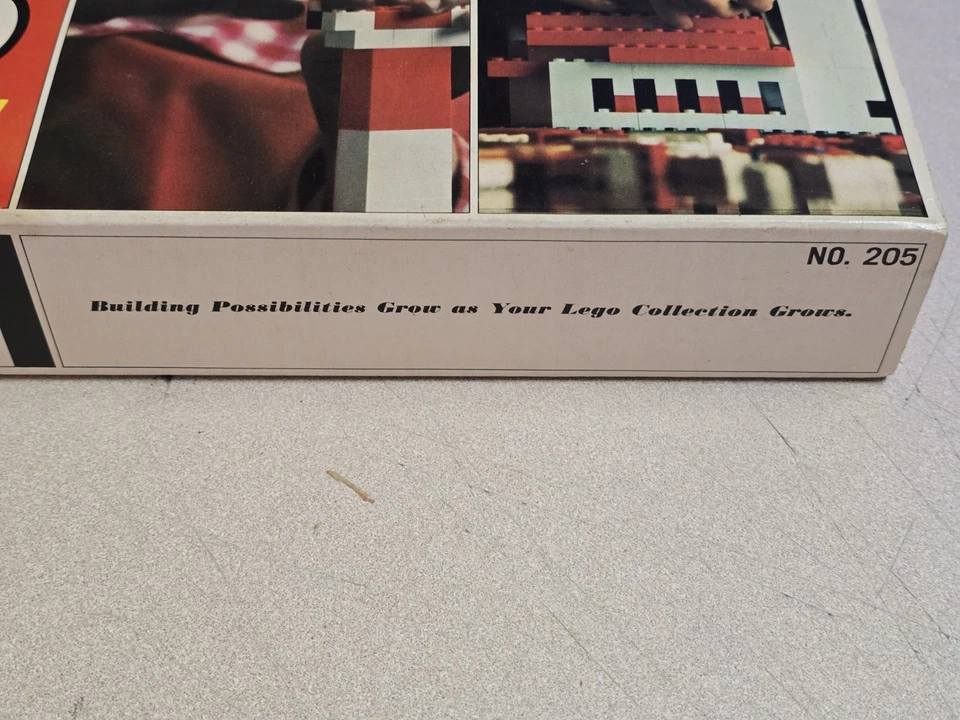 NO. 205
Building Possibilities Grow as Your Lego Collection Grows.